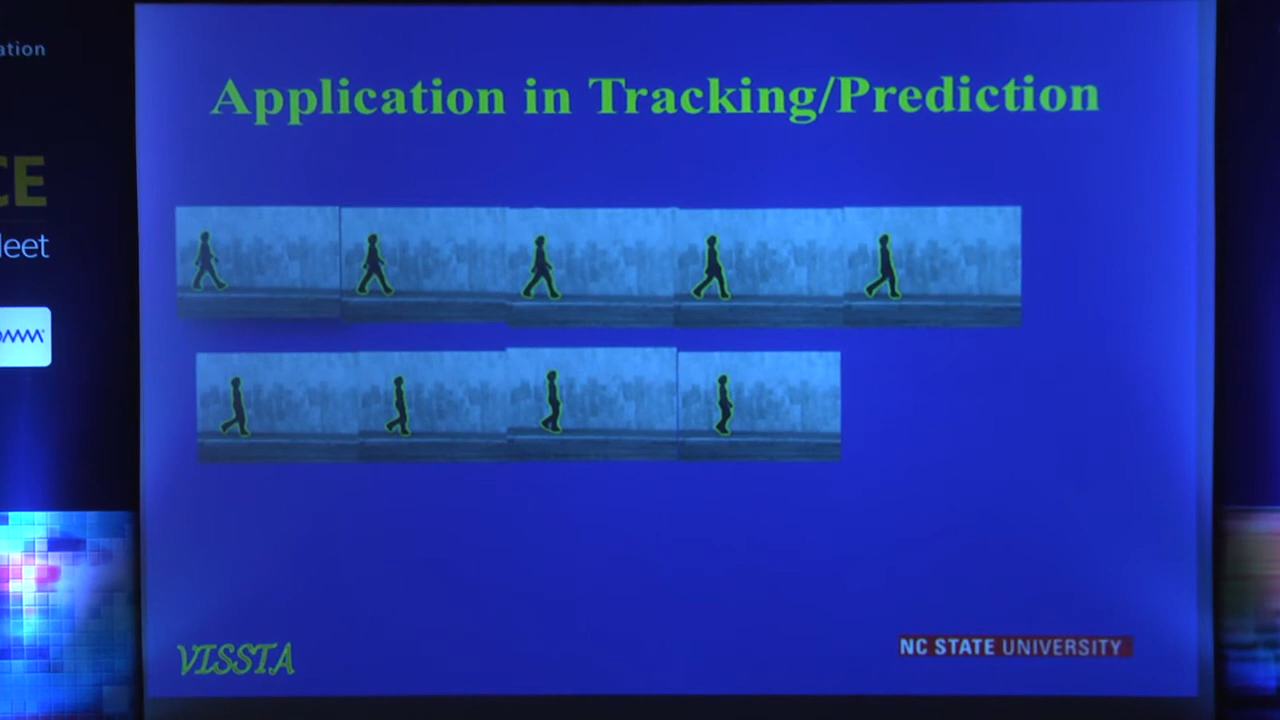 ation
CE
leet
Application in Tracking/Prediction
VISSTA
NC STATE UNIVERSITY